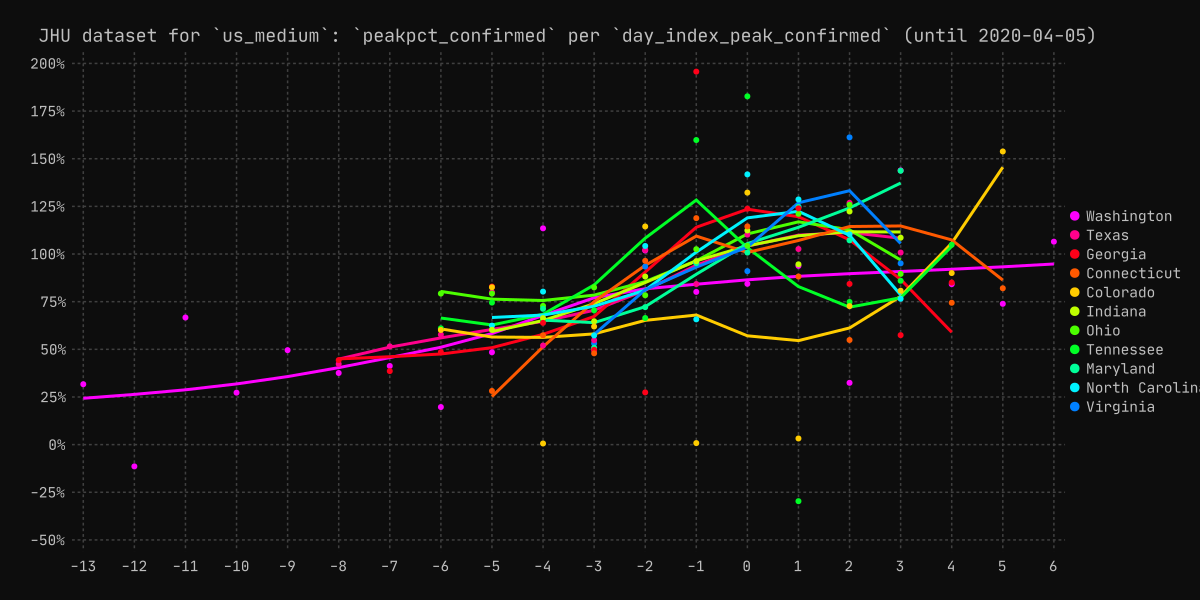 JHU dataset for `us_medium`: `peakpct_confirmed` per `day_index_peak_confirmed` (until 2020-04-05)
200%
175%
150%
125%
100%
75%
50%
25%
0%
-25%
-50%
-13 -12 -11 -10 -9 -8 -7 -6 -5 -4 -3 -2 -1 0 1 2 3 4 5 6
Washington
Texas
Georgia
Connecticut
Colorado
Indiana
Ohio
Tennessee
Maryland
North Carolina
Virginia